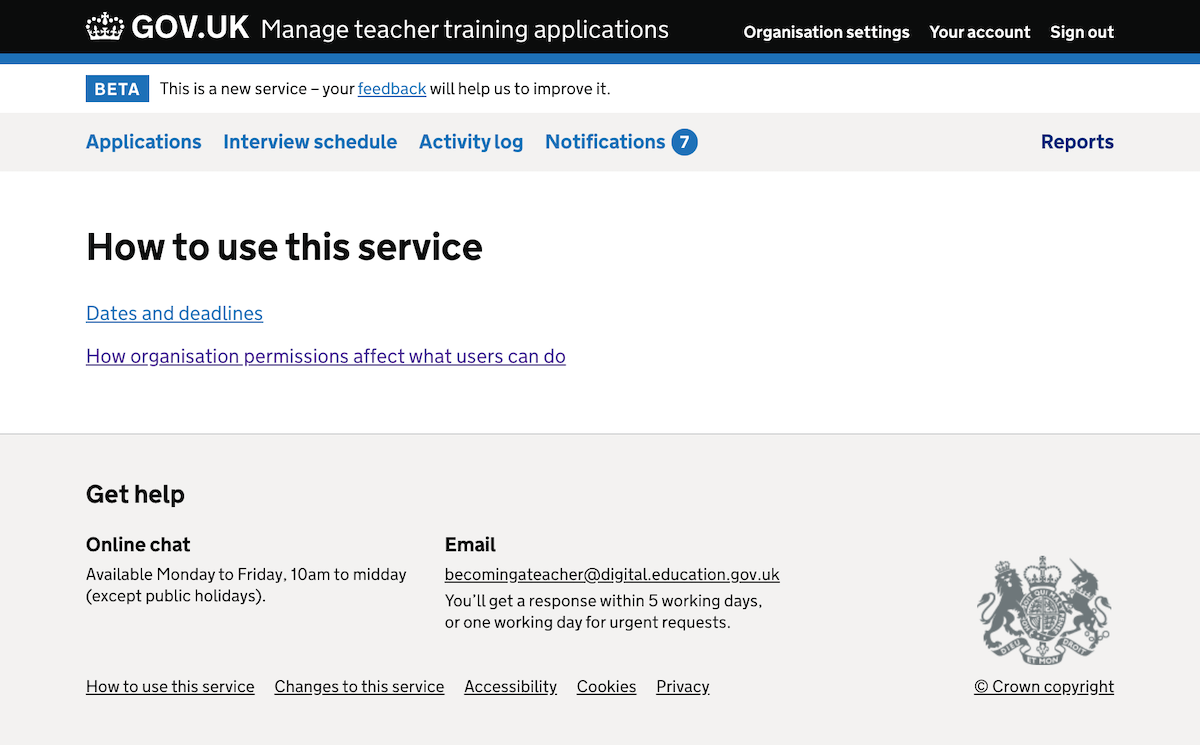 GOV.UK Manage teacher training applications Organisation settings Your account Sign out
BETA This is a new service – your feedback will help us to improve it.
Applications Interview schedule Activity log Notifications 7 Reports
How to use this service
Dates and deadlines
How organisation permissions affect what users can do
Get help
Online chat
Available Monday to Friday, 10am to midday
(except public holidays).
Email
becomingateacher@digital.education.gov.uk
You’ll get a response within 5 working days,
or one working day for urgent requests.
DIEU ET MON DROIT
How to use this service Changes to this service Accessibility Cookies Privacy © Crown copyright